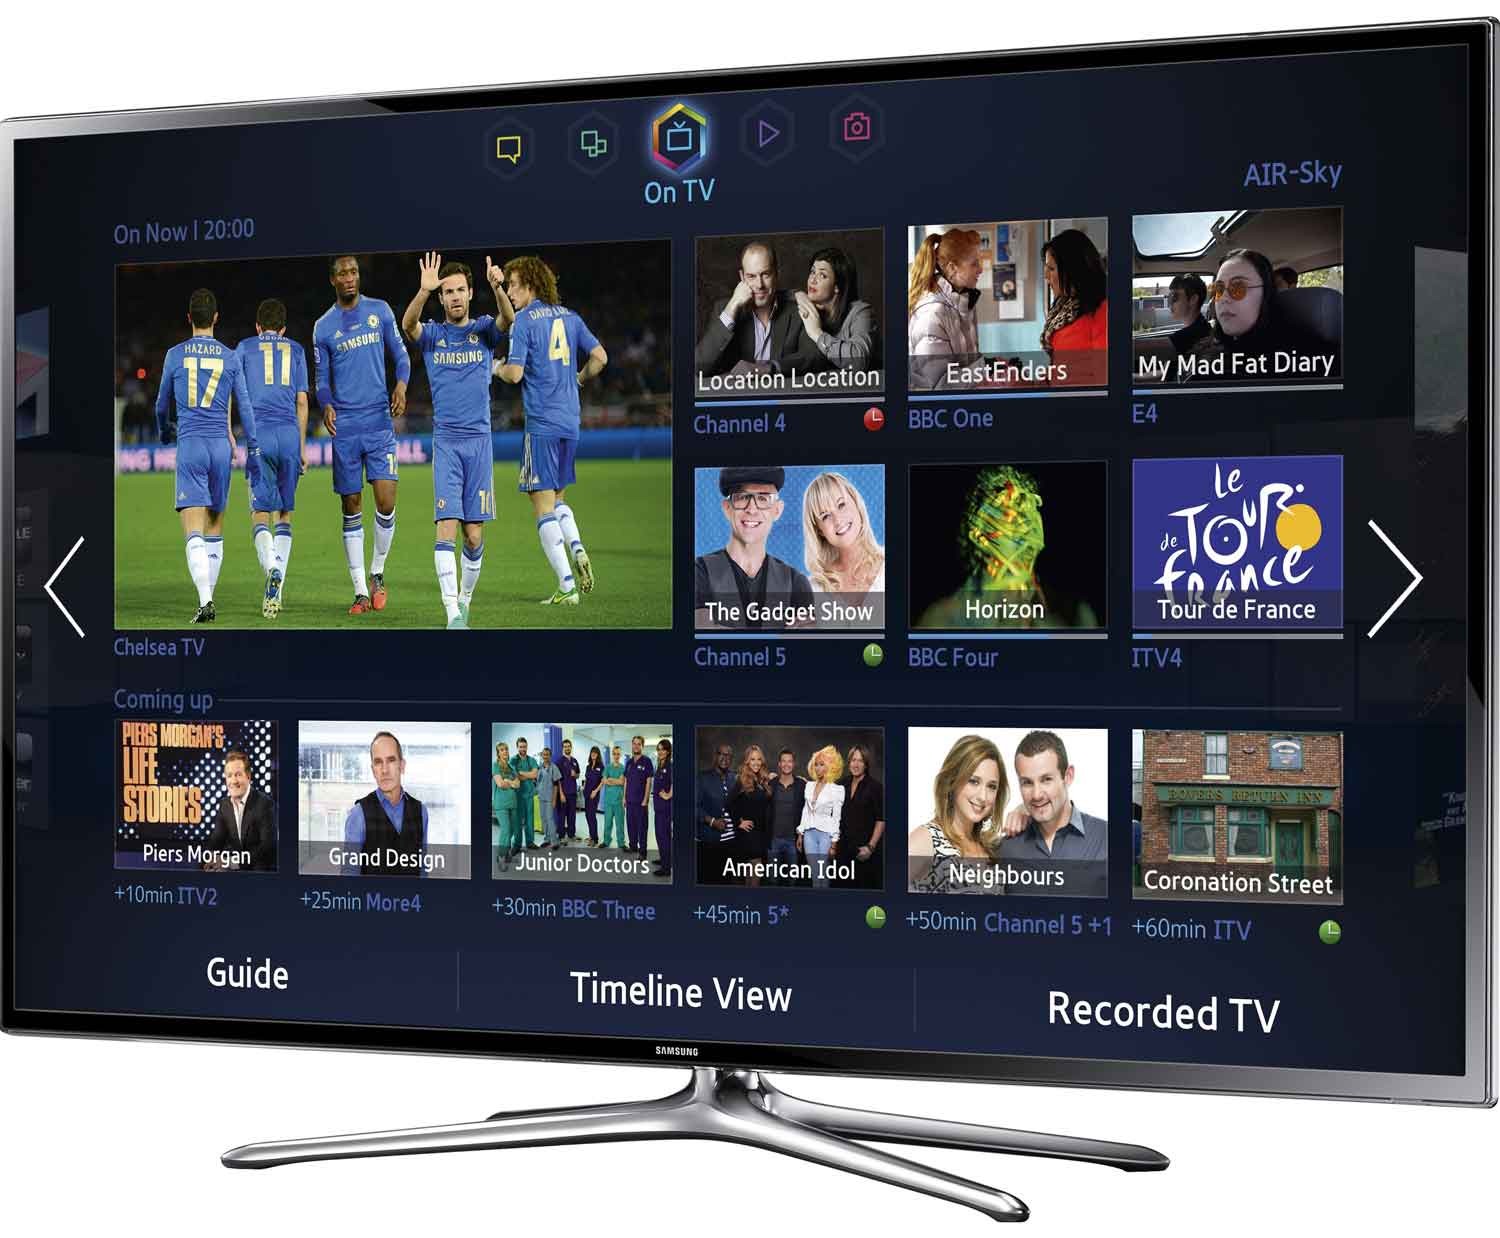 On TV
AIR-Sky
On Now | 20:00
HAZARD
17
11
SAMSUNG
SAMSUNG
DAVID LUIZ
4
Chelsea TV
Location Location
Channel 4
EastEnders
BBC One
My Mad Fat Diary
E4
The Gadget Show
Channel 5
Horizon
BBC Four
Le
TOUR
de
france
Tour de France
ITV4
Coming up
PIERS MORGAN'S
LIFE
STORIES
Piers Morgan
+10min ITV2
Grand Design
+25min More4
Junior Doctors
+30min BBC Three
American Idol
+45min 5*
Neighbours
+50min Channel 5 +1
ROVERS RETURN INN
Coronation Street
+60min ITV
Guide
Timeline View
Recorded TV
SAMSUNG